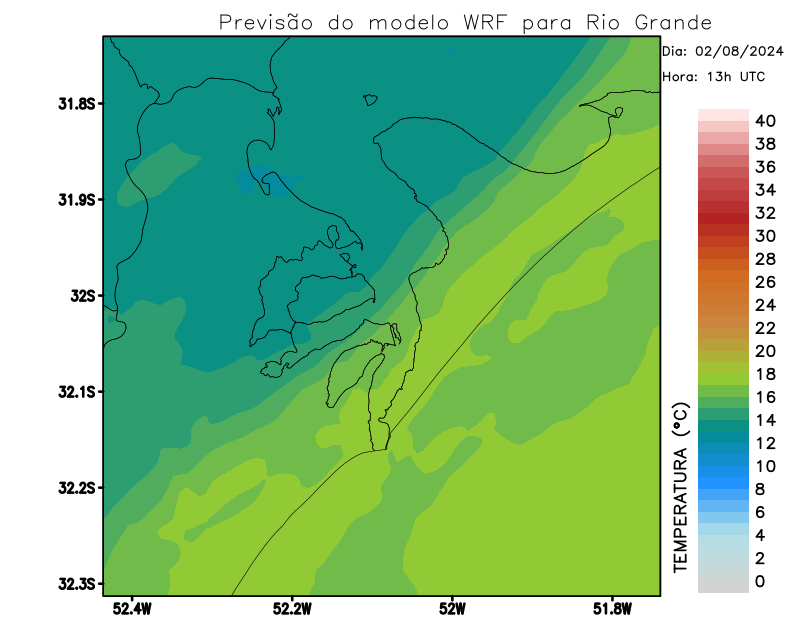 Previsão do modelo WRF para Rio Grande
Dia: 02/08/2024
Hora: 13h UTC
31.8S
31.9S
32S
32.1S
32.2S
32.3S
52.4W
52.2W
52W
51.8W
TEMPERATURA (°C)
40
38
36
34
32
30
28
26
24
22
20
18
16
14
12
10
8
6
4
2
0